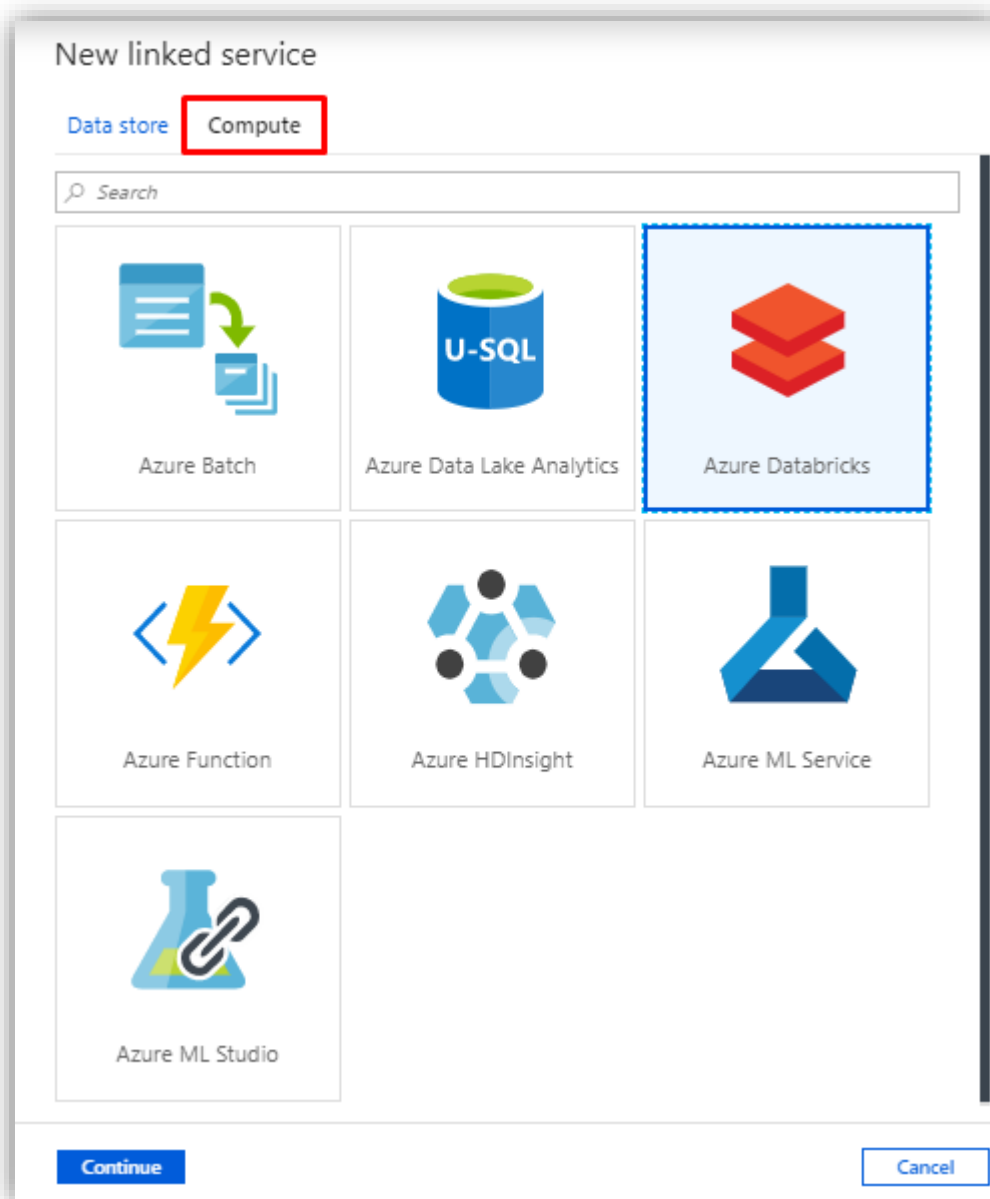 New linked service
Data store Compute
Search
U-SQL
Azure Batch Azure Data Lake Analytics Azure Databricks
Azure Function Azure HDInsight Azure ML Service
Azure ML Studio
Continue Cancel